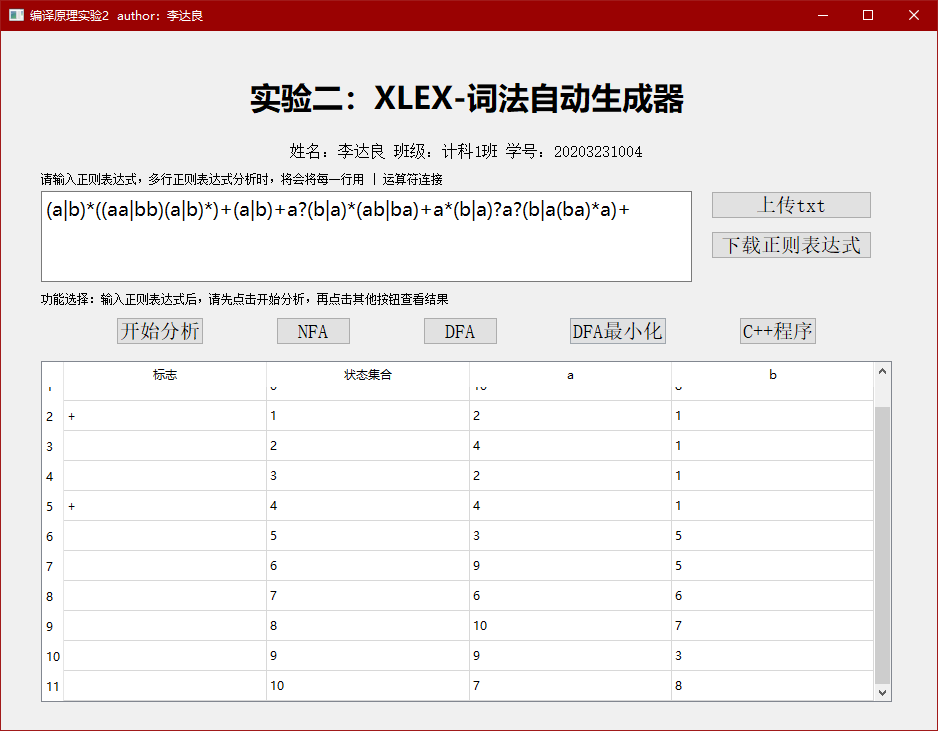 编译原理实验2 author：李达良
实验二：XLEX-词法自动生成器
姓名：李达良 班级：计科1班 学号：20203231004
请输入正则表达式，多行正则表达式分析时，将会将每一行用 | 运算符连接
(a|b)*((aa|bb)(a|b)*)+(a|b)+a?(b|a)*(ab|ba)+a*(b|a)?a?(b|a(ba)*a)+
上传txt
下载正则表达式
功能选择：输入正则表达式后，请先点击开始分析，再点击其他按钮查看结果
开始分析 NFA DFA DFA最小化 C++程序
标志 状态集合 a b
2 + 1 2 1
3 2 4 1
4 3 2 1
5 + 4 4 1
6 5 3 5
7 6 9 5
8 7 6 6
9 8 10 7
10 9 9 3
11 10 7 8